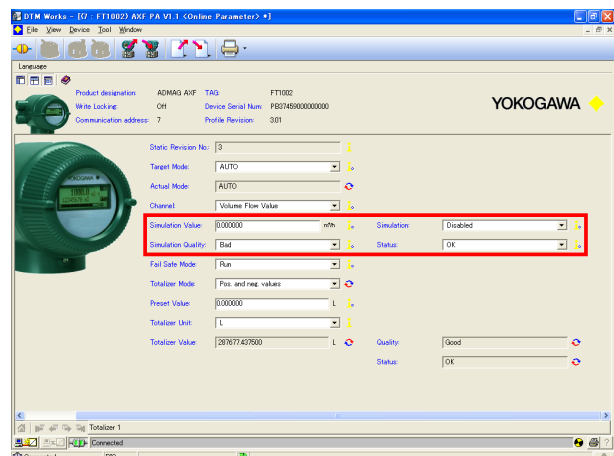 DTM Works - [(7 : FT1002) AXF PA V1.1 <Online Parameter> *]
File View Device Tool Window
Language
Product designation: ADMAG AXF TAG: FT1002
Write Locking: Off Device Serial Num: PB37459000000000
Communication address: 7 Profile Revision: 3.01
YOKOGAWA
YOKOGAWA
Static Revision No.: 3
Target Mode: AUTO
Actual Mode: AUTO
Channel: Volume Flow Value
Simulation Value: 0.000000 m³/h Simulation: Disabled
Simulation Quality: Bad Status: OK
Fail Safe Mode: Run
Totalizer Mode: Pos. and neg. values
Preset Value: 0.000000 L
Totalizer Unit: L
Totalizer Value: 287677.437500 L Quality: Good
Status: OK
Totalizer 1
Connected